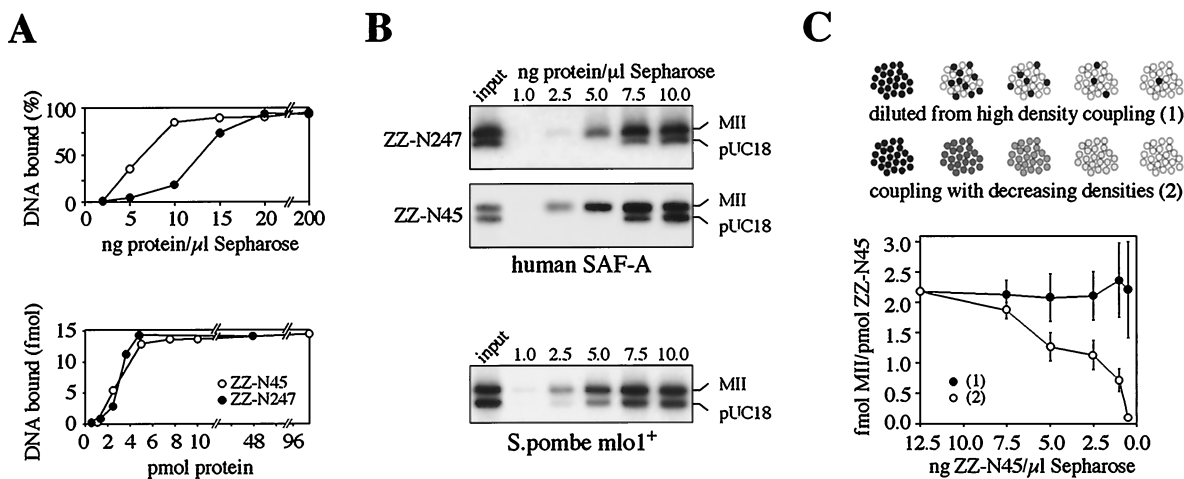 A
DNA bound (%)
100
50
0
0 5 10 15 20 200
ng protein/µl Sepharose
DNA bound (fmol)
15
10
5
0
ZZ-N45
ZZ-N247
0 2 4 6 8 10 48 96
pmol protein
B
ng protein/µl Sepharose
input 1.0 2.5 5.0 7.5 10.0
ZZ-N247
MII
pUC18
ZZ-N45
MII
pUC18
human SAF-A
input 1.0 2.5 5.0 7.5 10.0
MII
pUC18
S.pombe mlo1+
C
diluted from high density coupling (1)
coupling with decreasing densities (2)
fmol MII/pmol ZZ-N45
3.0
2.5
2.0
1.5
1.0
0.5
0.0
(1)
(2)
12.5 10.0 7.5 5.0 2.5 0.0
ng ZZ-N45/µl Sepharose